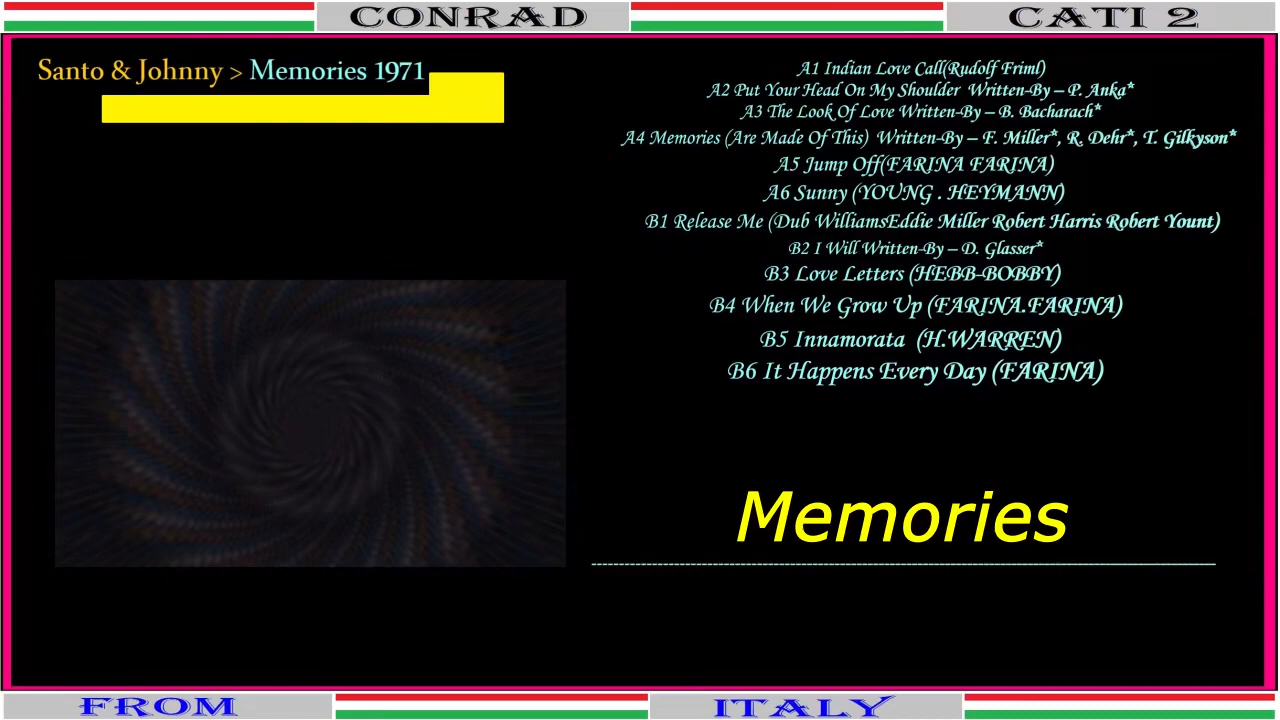 CONRAD
CATI 2
Santo & Johnny > Memories 1971
A1 Indian Love Call(Rudolf Friml)
A2 Put Your Head On My Shoulder Written-By – P. Anka*
A3 The Look Of Love Written-By – B. Bacharach*
A4 Memories (Are Made Of This) Written-By – F. Miller*, R. Dehr*, T. Gilkyson*
A5 Jump Off(FARINA FARINA)
A6 Sunny (YOUNG . HEYMANN)
B1 Release Me (Dub WilliamsEddie Miller Robert Harris Robert Yount)
B2 I Will Written-By – D. Glasser*
B3 Love Letters (HEBB-BOBBY)
B4 When We Grow Up (FARINA.FARINA)
B5 Innamorata (H.WARREN)
B6 It Happens Every Day (FARINA)
Memories
FROM
ITALY